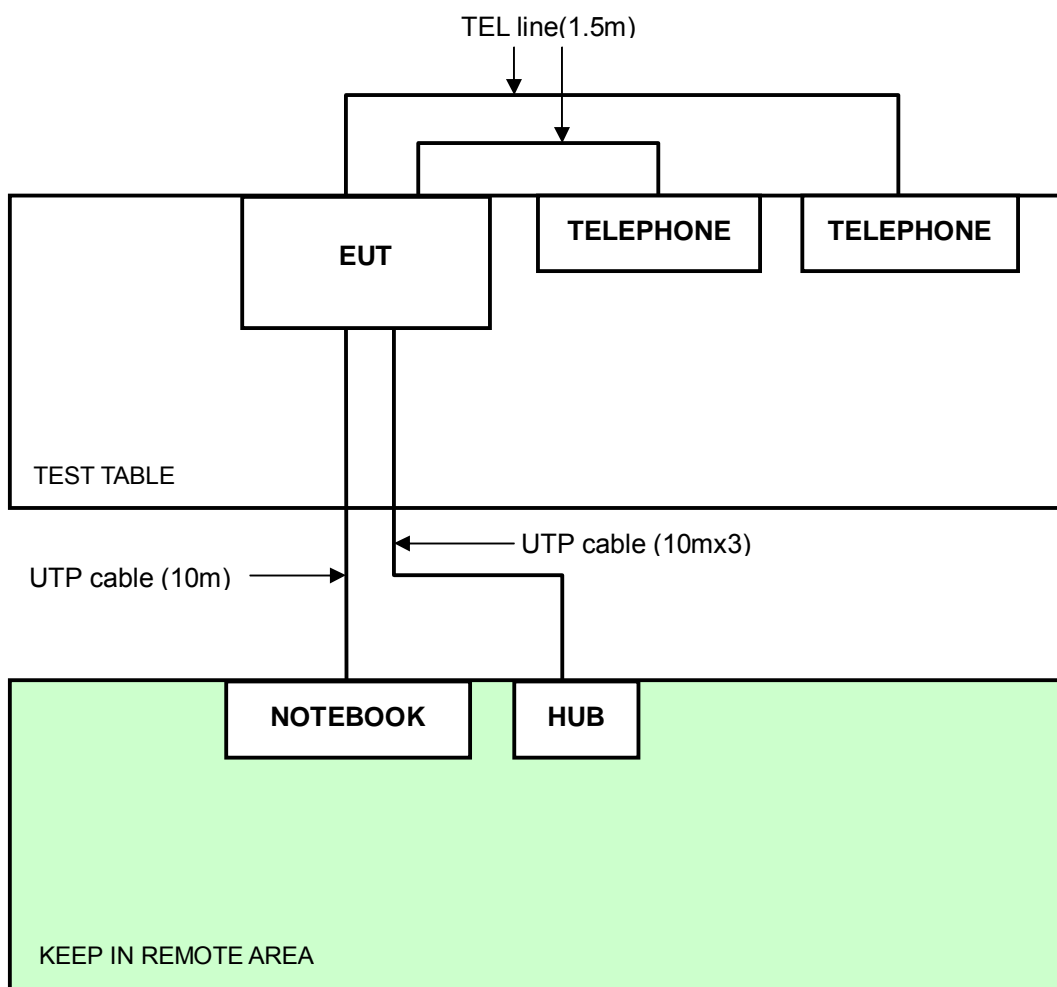 TEL line(1.5m)
EUT
TELEPHONE
TELEPHONE
TEST TABLE
UTP cable (10mx3)
UTP cable (10m)
NOTEBOOK
HUB
KEEP IN REMOTE AREA